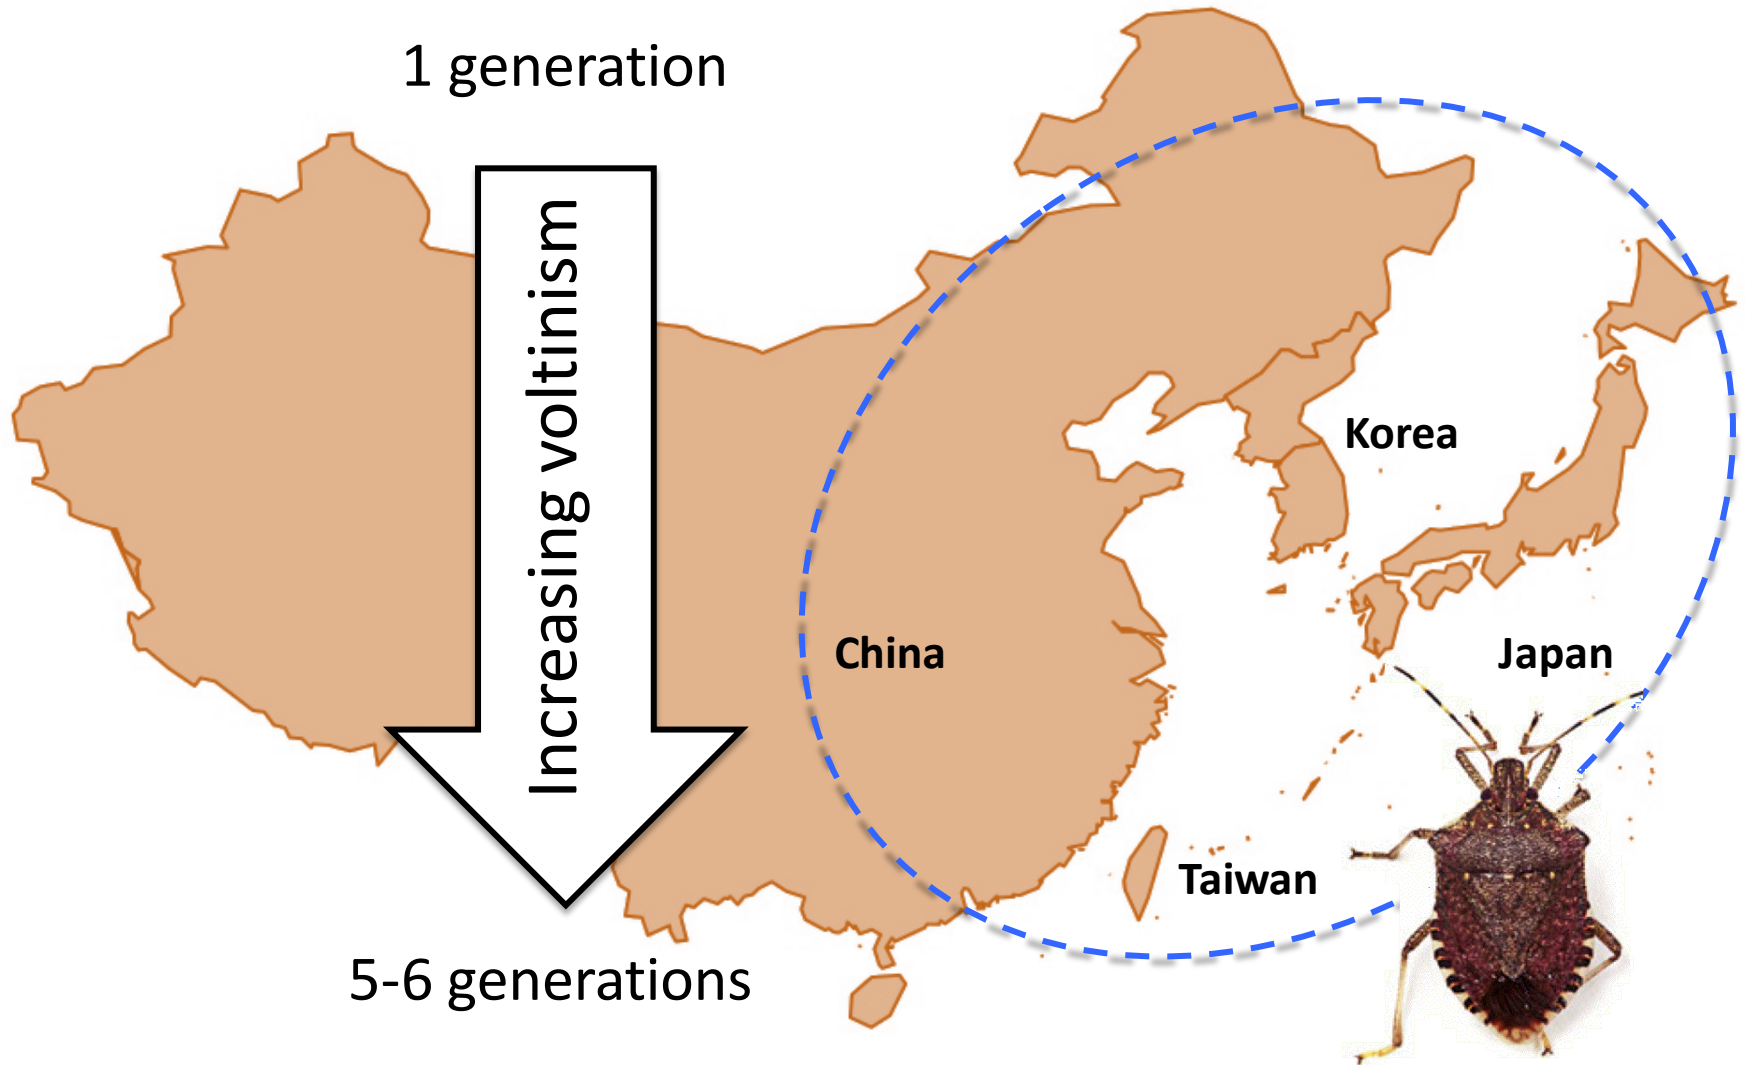 1 generation
Increasing voltinism
Korea
China
Japan
Taiwan
5-6 generations